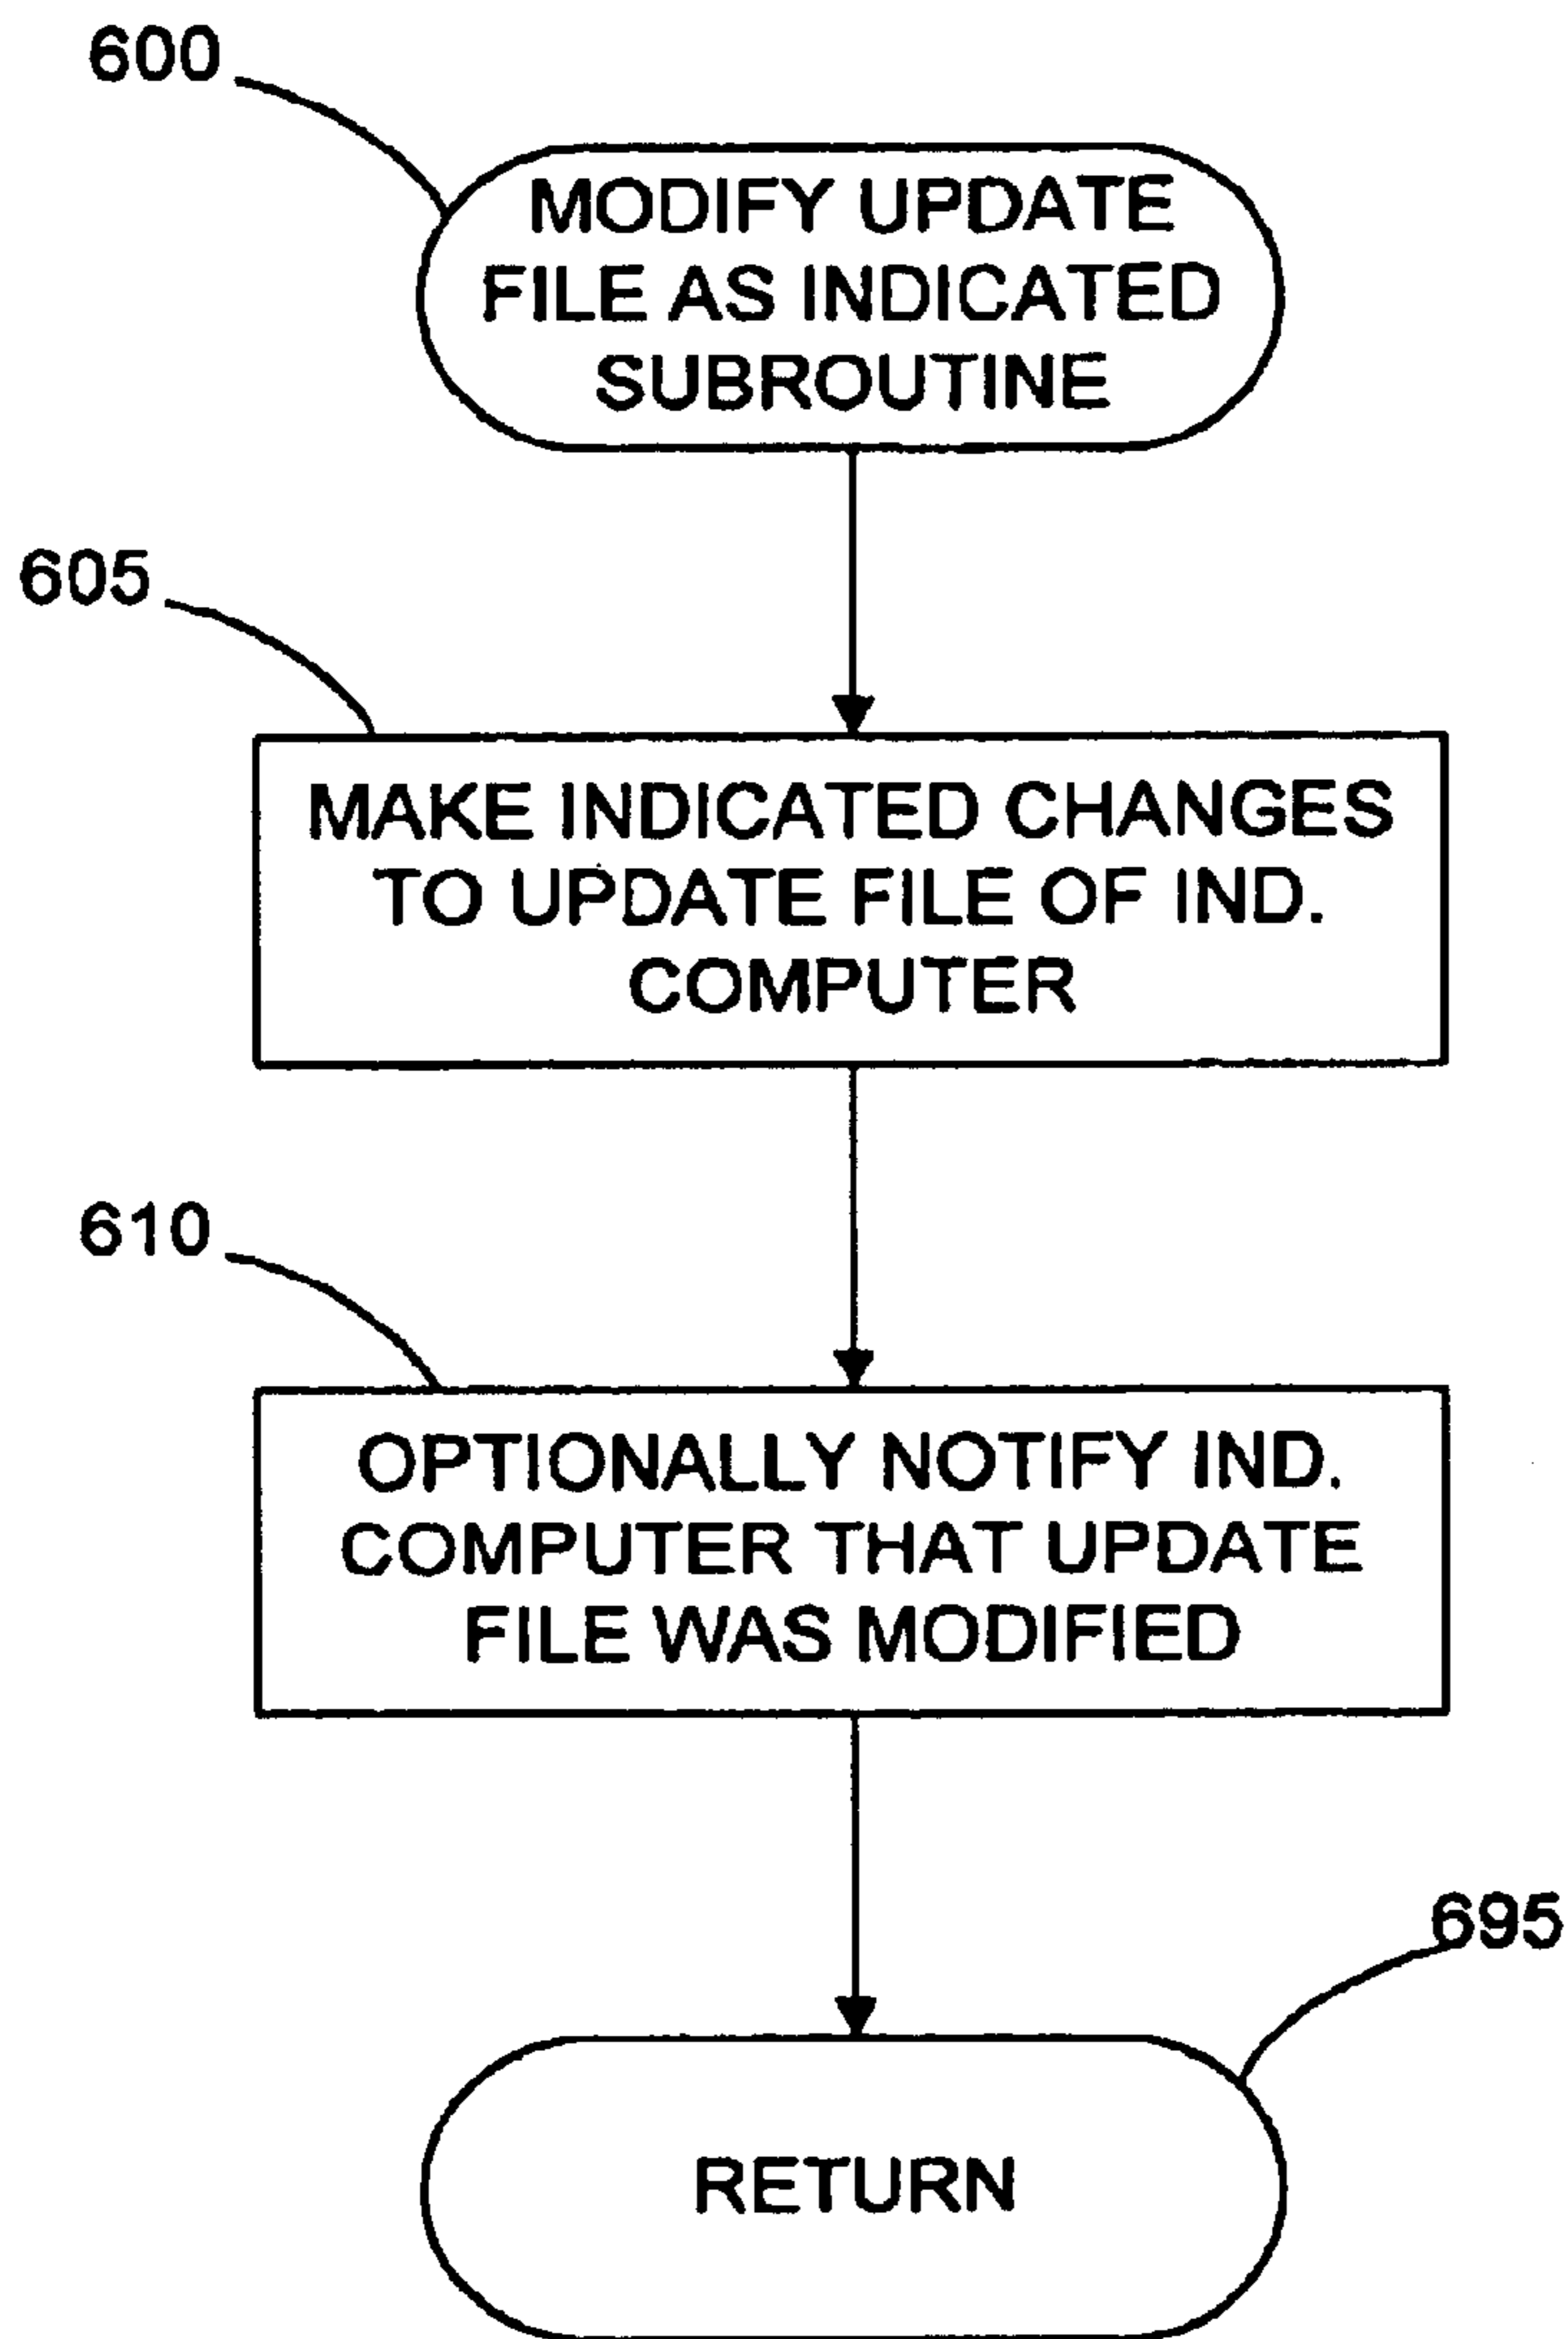 600
MODIFY UPDATE
FILE AS INDICATED
SUBROUTINE
605
MAKE INDICATED CHANGES
TO UPDATE FILE OF IND.
COMPUTER
610
OPTIONALLY NOTIFY IND.
COMPUTER THAT UPDATE
FILE WAS MODIFIED
695
RETURN